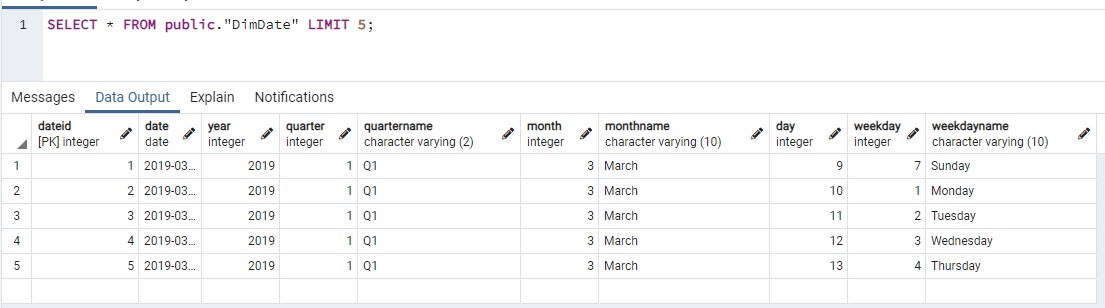 1 SELECT * FROM public."DimDate" LIMIT 5;
Messages Data Output Explain Notifications
dateid date year quarter quartername month monthname day weekday weekdayname
[PK] integer date integer integer character varying (2) integer character varying (10) integer integer character varying (10)
1 1 2019-03... 2019 1 Q1 3 March 9 7 Sunday
2 2 2019-03... 2019 1 Q1 3 March 10 1 Monday
3 3 2019-03... 2019 1 Q1 3 March 11 2 Tuesday
4 4 2019-03... 2019 1 Q1 3 March 12 3 Wednesday
5 5 2019-03... 2019 1 Q1 3 March 13 4 Thursday